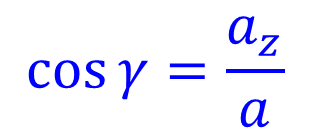 cos γ = a_z / a